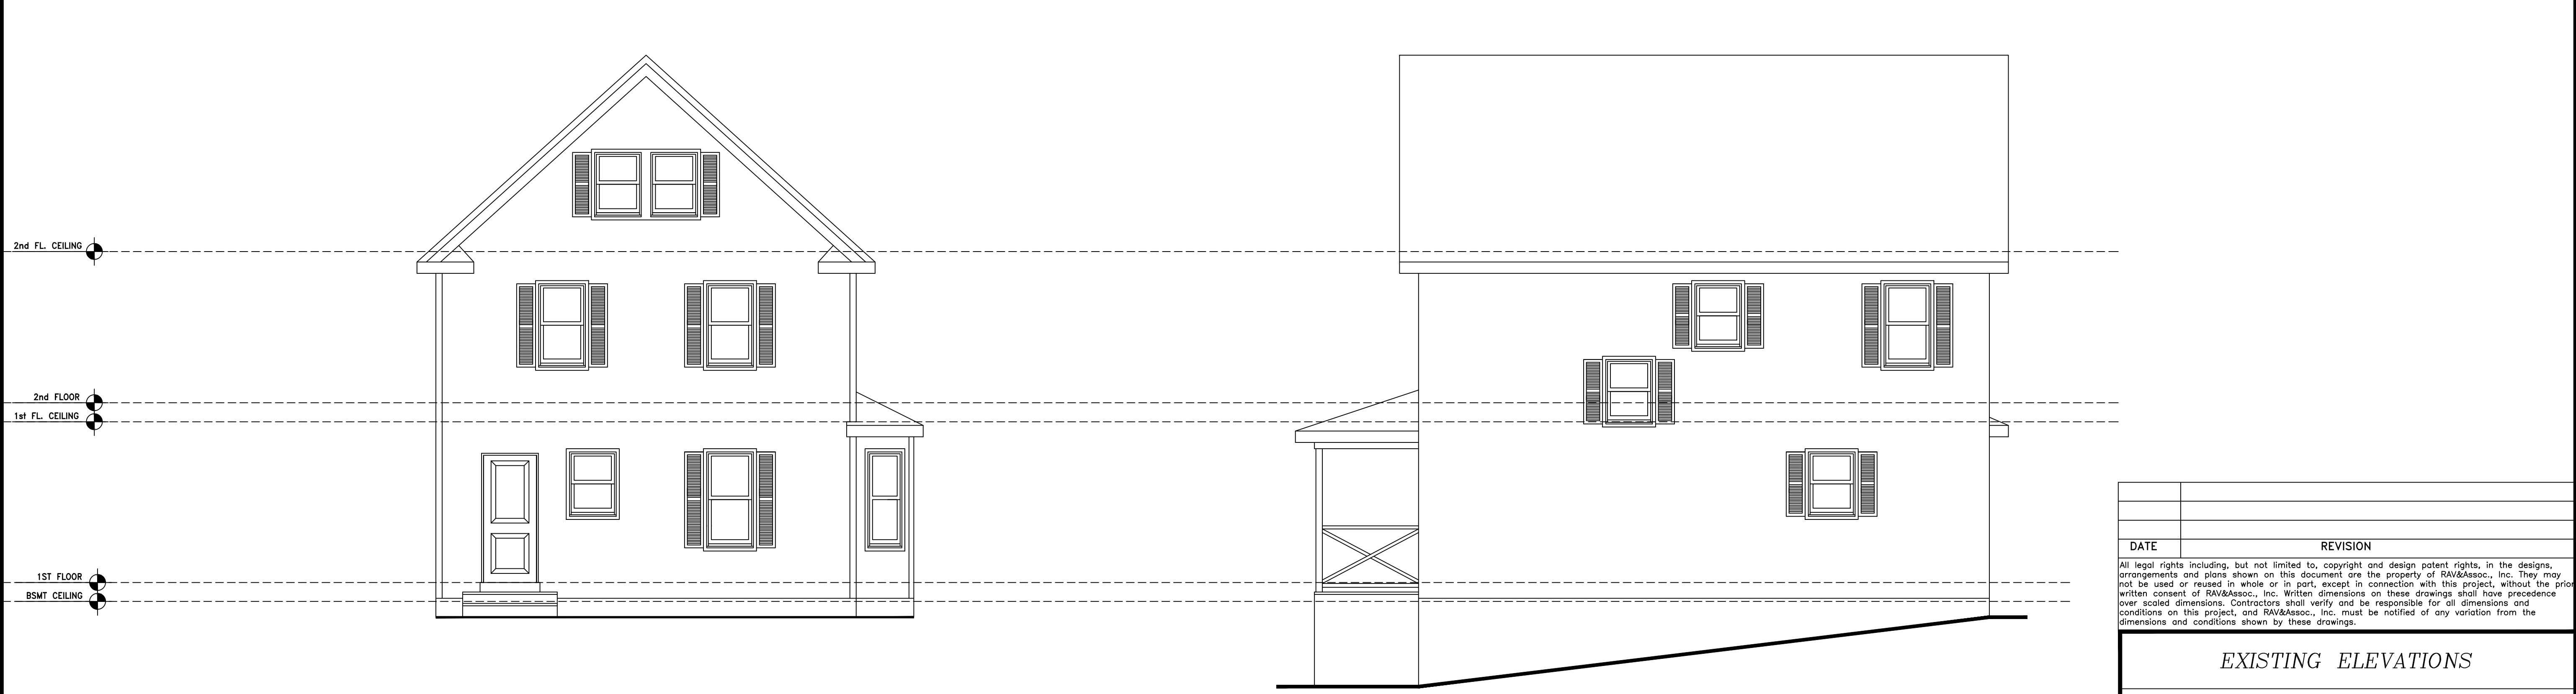 2nd FL. CEILING
2nd FLOOR
1st FL. CEILING
1ST FLOOR
BSMT CEILING
DATE REVISION
All legal rights including, but not limited to, copyright and design patent rights, in the designs,
arrangements and plans shown on this document are the property of RAV&Assoc., Inc. They may
not be used or reused in whole or in part, except in connection with this project, without the prior
written consent of RAV&Assoc., Inc. Written dimensions on these drawings shall have precedence
over scaled dimensions. Contractors shall verify and be responsible for all dimensions and
conditions on this project, and RAV&Assoc., Inc. must be notified of any variation from the
dimensions and conditions shown by these drawings.
EXISTING ELEVATIONS